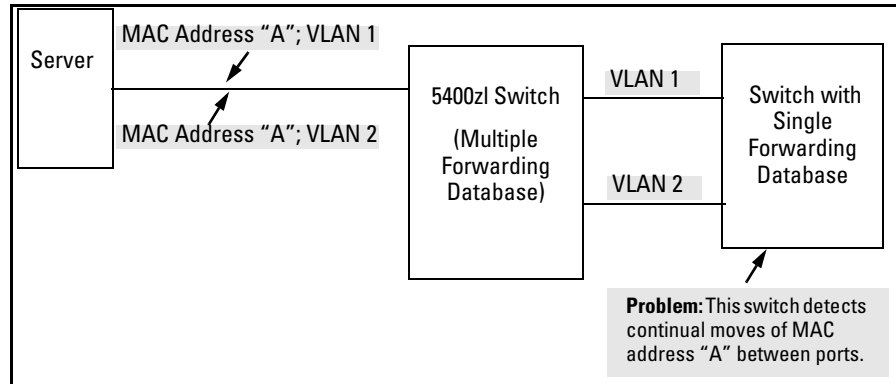 Server
MAC Address “A”; VLAN 1
MAC Address “A”; VLAN 2
5400zl Switch
(Multiple
Forwarding
Database)
VLAN 1
VLAN 2
Switch with
Single
Forwarding
Database
Problem: This switch detects
continual moves of MAC
address “A” between ports.